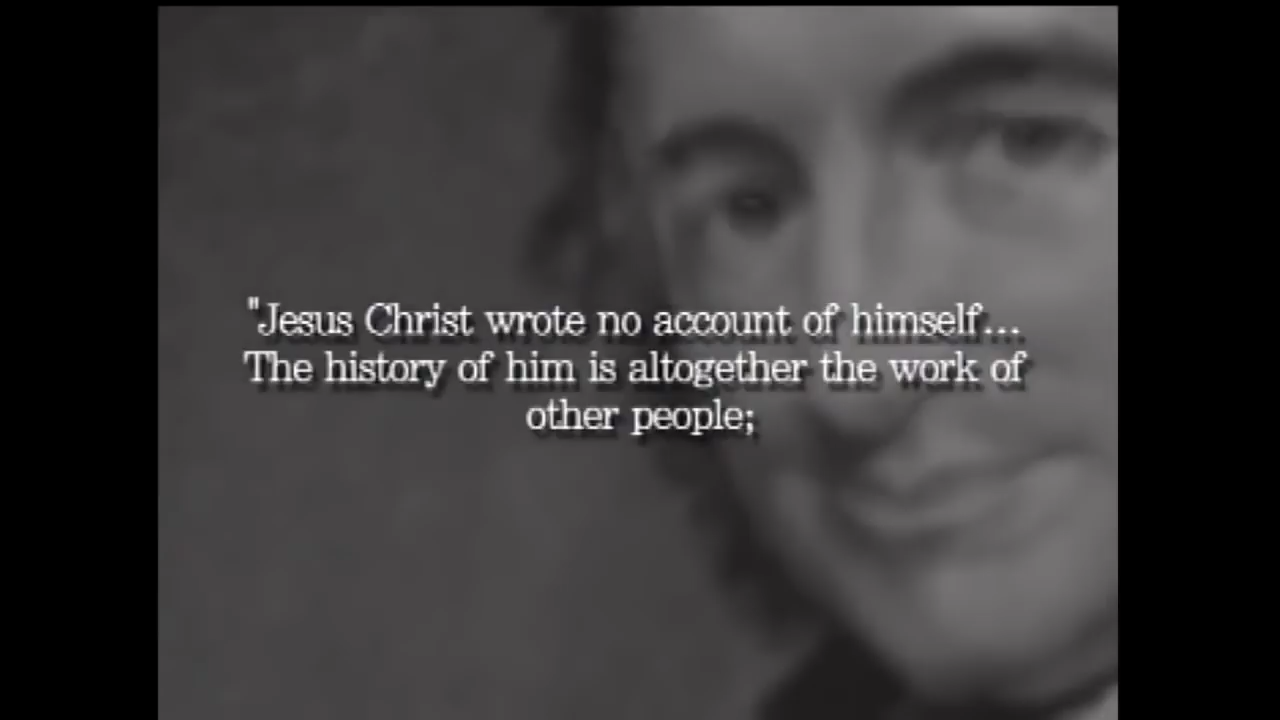 "Jesus Christ wrote no account of himself...
The history of him is altogether the work of
other people;